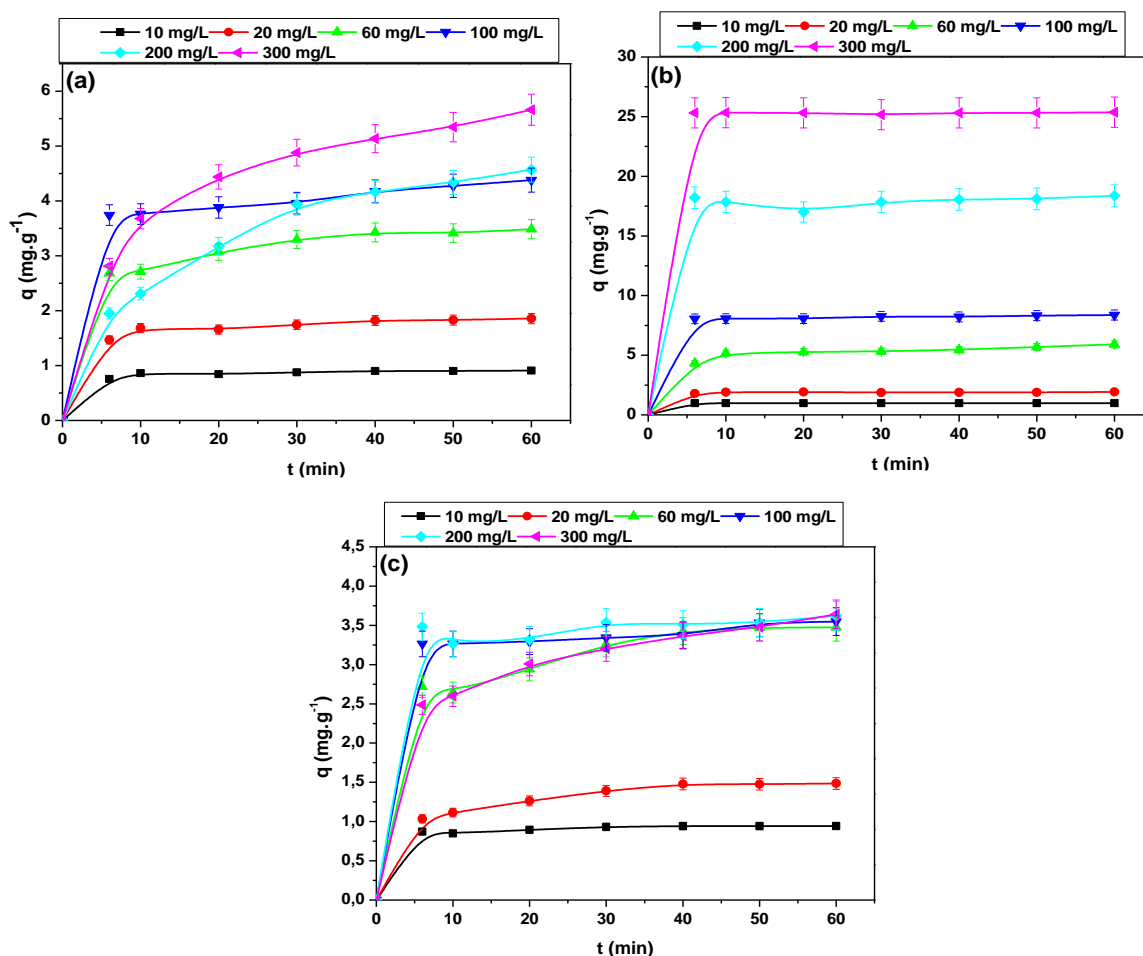 10 mg/L 20 mg/L 60 mg/L 100 mg/L
200 mg/L 300 mg/L
(a)
6
5
4
3
2
1
0
q (mg.g-1)
0 10 20 30 40 50 60
t (min)
10 mg/L 20 mg/L 60 mg/L 100 mg/L
200 mg/L 300 mg/L
(b)
30
25
20
15
10
5
0
q (mg.g-1)
0 10 20 30 40 50 60
t (min)
10 mg/L 20 mg/L 60 mg/L 100 mg/L
200 mg/L 300 mg/L
(c)
4,5
4,0
3,5
3,0
2,5
2,0
1,5
1,0
0,5
0,0
q (mg.g-1)
0 10 20 30 40 50 60
t (min)